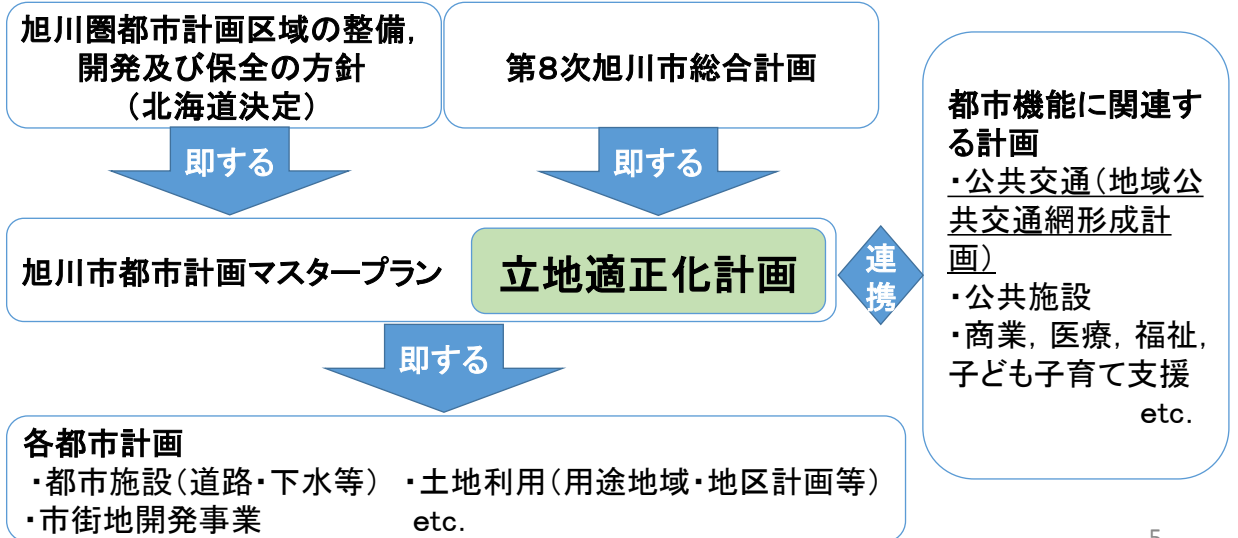 旭川圏都市計画区域の整備,
開発及び保全の方針
（北海道決定）
第８次旭川市総合計画
即する
即する
旭川市都市計画マスタープラン
立地適正化計画
連
携
都市機能に関連す
る計画
・公共交通（地域公
共交通網形成計
画）
・公共施設
・商業, 医療, 福祉,
子ども子育て支援
etc.
即する
各都市計画
・都市施設（道路・下水等）　・土地利用（用途地域・地区計画等）
・市街地開発事業　etc.
5